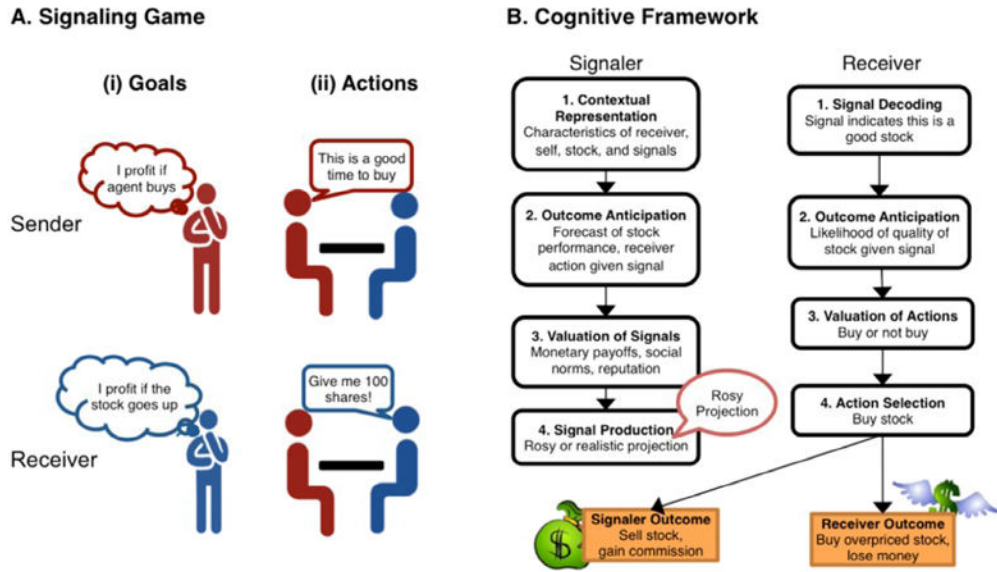 A. Signaling Game
(i) Goals
(ii) Actions
Sender
I profit if
agent buys
This is a good
time to buy
Receiver
I profit if the
stock goes up
Give me 100
shares!
B. Cognitive Framework
Signaler
1. Contextual
Representation
Characteristics of receiver,
self, stock, and signals
2. Outcome Anticipation
Forecast of stock
performance, receiver
action given signal
3. Valuation of Signals
Monetary payoffs, social
norms, reputation
4. Signal Production
Rosy or realistic projection
Rosy
Projection
Receiver
1. Signal Decoding
Signal indicates this is a
good stock
2. Outcome Anticipation
Likelihood of quality of
stock given signal
3. Valuation of Actions
Buy or not buy
4. Action Selection
Buy stock
$
Signaler Outcome
Sell stock,
gain commission
$
Receiver Outcome
Buy overpriced stock,
lose money